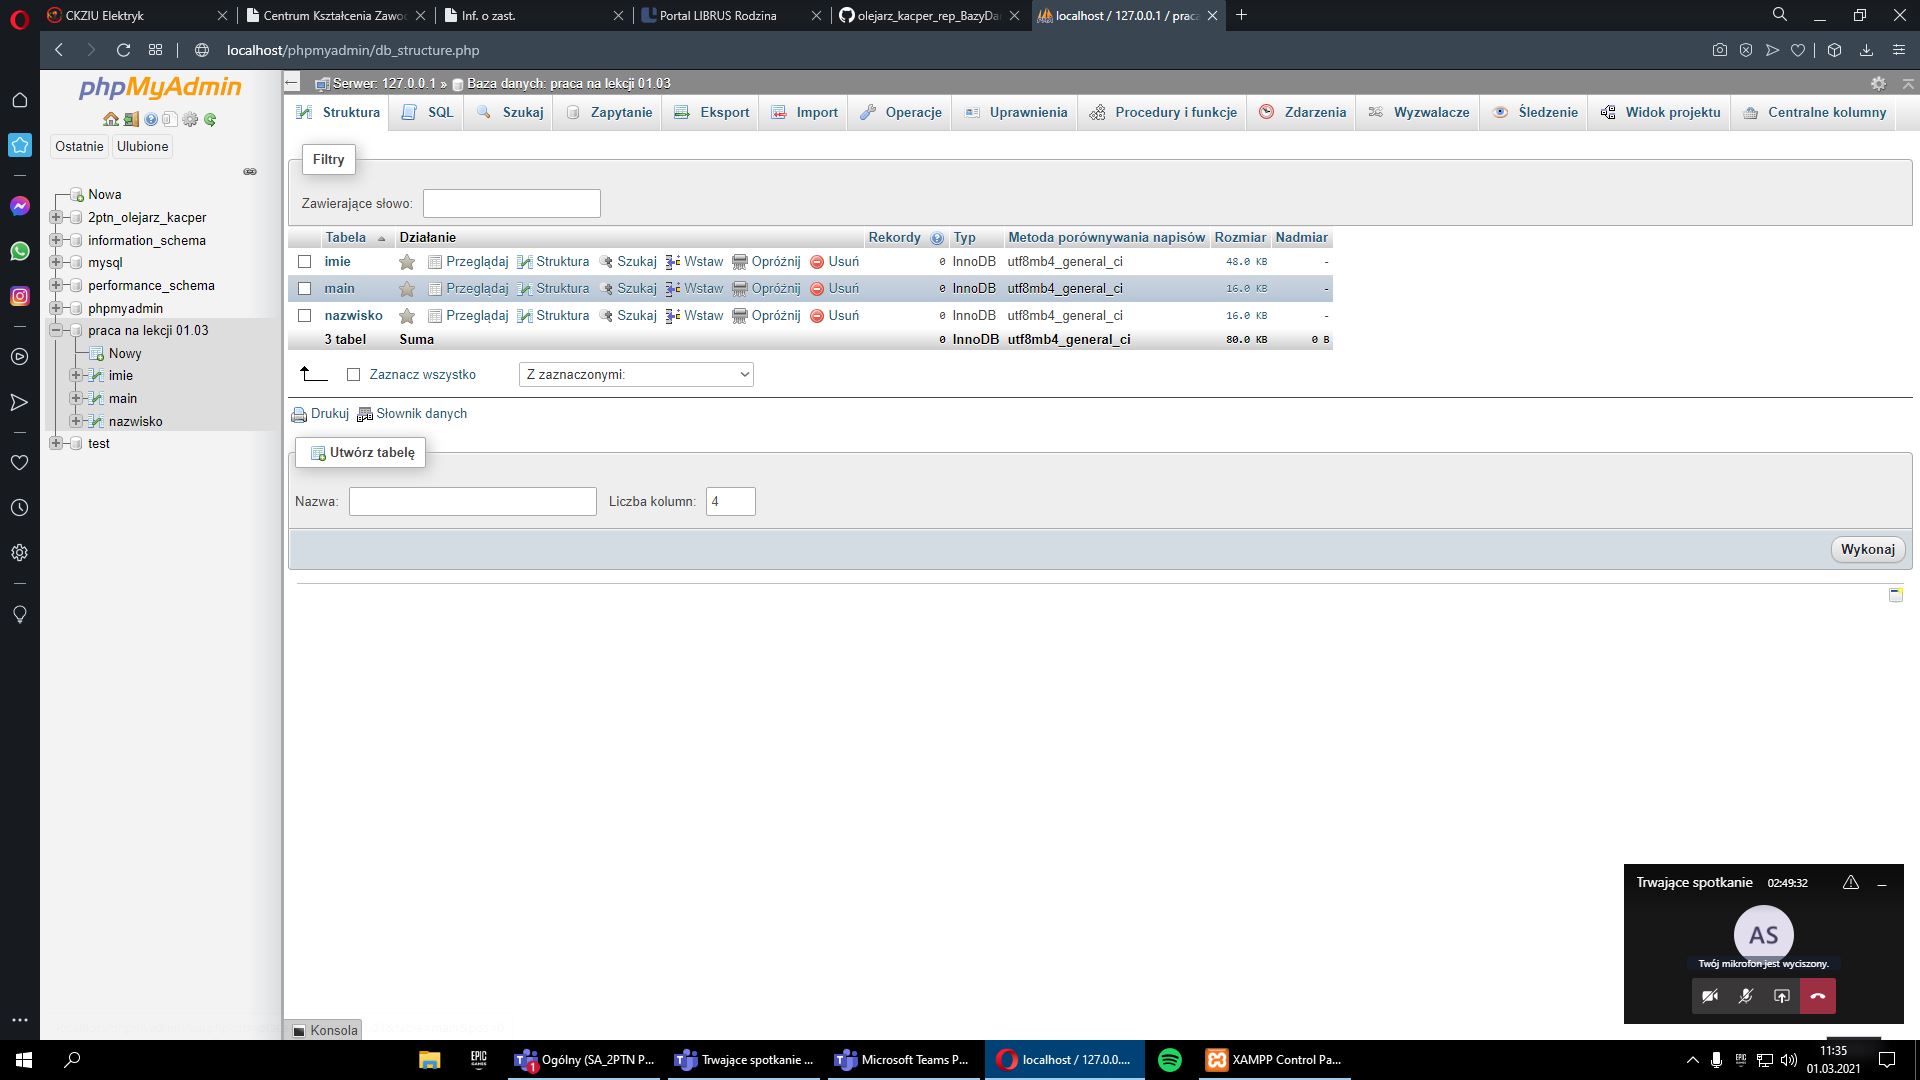 CKZIU Elektryk
Centrum Kształcenia Zawo
Inf. o zast.
Portal LIBRUS Rodzina
olejarz_kacper_rep_BazyDa
localhost / 127.0.0.1 / praca
localhost/phpmyadmin/db_structure.php
phpMyAdmin
Ostatnie
Ulubione
Nowa
2ptn_olejarz_kacper
information_schema
mysql
performance_schema
phpmyadmin
praca na lekcji 01.03
Nowy
imie
main
nazwisko
test
Serwer: 127.0.0.1 » Baza danych: praca na lekcji 01.03
Struktura SQL Szukaj Zapytanie Eksport Import Operacje Uprawnienia Procedury i funkcje Zdarzenia Wyzwalacze Śledzenie Widok projektu Centralne kolumny
Filtry
Zawierające słowo:
Tabela Działanie Rekordy Typ Metoda porównywania napisów Rozmiar Nadmiar
imie Przeglądaj Struktura Szukaj Wstaw Opróżnij Usuń 0 InnoDB utf8mb4_general_ci 48.0 KB -
main Przeglądaj Struktura Szukaj Wstaw Opróżnij Usuń 0 InnoDB utf8mb4_general_ci 16.0 KB -
nazwisko Przeglądaj Struktura Szukaj Wstaw Opróżnij Usuń 0 InnoDB utf8mb4_general_ci 16.0 KB -
3 tabel Suma 0 InnoDB utf8mb4_general_ci 80.0 KB 0 B
Zaznacz wszystko Z zaznaczonymi:
Drukuj Słownik danych
Utwórz tabelę
Nazwa: Liczba kolumn: 4
Wykonaj
Konsola
Trwające spotkanie 02:49:32
AS
Twój mikrofon jest wyciszony.
EPIC GAMES
1
Ogólny (SA_2PTN P...
Trwające spotkanie ...
Microsoft Teams P...
localhost / 127.0.0....
XAMPP Control Pa...
11:35
01.03.2021